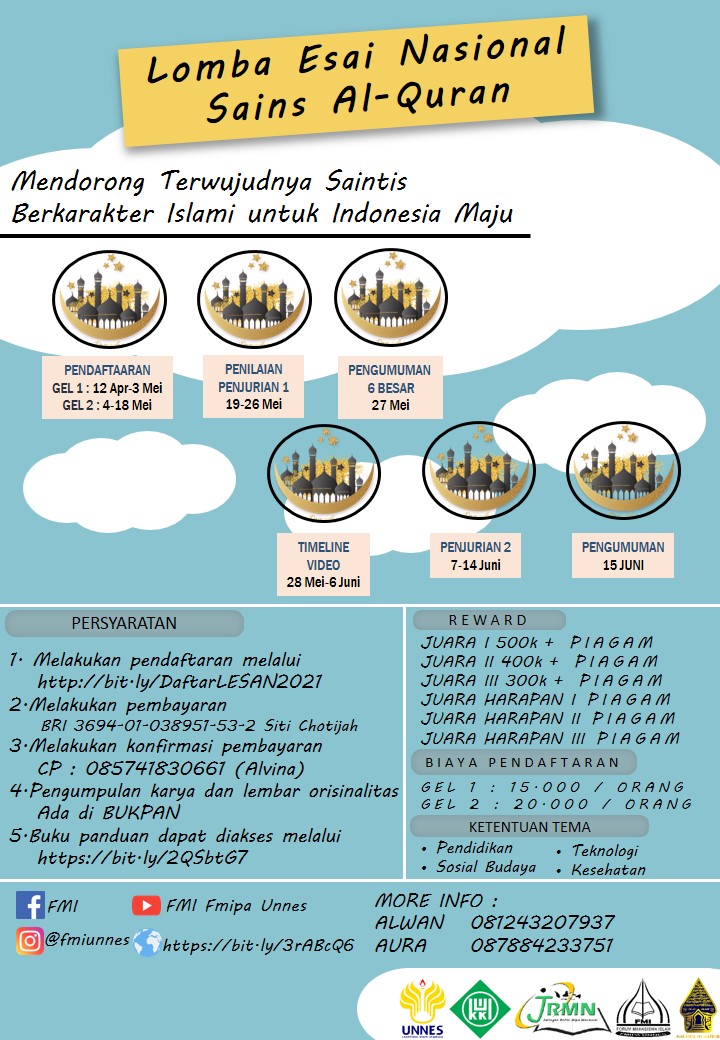 Lomba Esai Nasional
Sains Al-Quran
Mendorong Terwujudnya Saintis
Berkarakter Islami untuk Indonesia Maju
PENDAFTAARAN
GEL 1 : 12 Apr-3 Mei
GEL 2 : 4-18 Mei
PENILAIAN
PENJURIAN 1
19-26 Mei
PENGUMUMAN
6 BESAR
27 Mei
TIMELINE
VIDEO
28 Mei-6 Juni
PENJURIAN 2
7-14 Juni
PENGUMUMAN
15 JUNI
PERSYARATAN
1. Melakukan pendaftaran melalui
http://bit.ly/DaftarLESAN2021
2.Melakukan pembayaran
BRI 3694-01-038951-53-2 Siti Chotijah
3.Melakukan konfirmasi pembayaran
CP : 085741830661 (Alvina)
4.Pengumpulan karya dan lembar orisinalitas
Ada di BUKPAN
5.Buku panduan dapat diakses melalui
https://bit.ly/2QSbtG7
REWARD
JUARA I 500k + PIAGAM
JUARA II 400k + PIAGAM
JUARA III 300k + PIAGAM
JUARA HARAPAN I PIAGAM
JUARA HARAPAN II PIAGAM
JUARA HARAPAN III PIAGAM
BIAYA PENDAFTARAN
GEL 1 : 15.000 / ORANG
GEL 2 : 20.000 / ORANG
KETENTUAN TEMA
• Pendidikan
• Sosial Budaya
• Teknologi
• Kesehatan
FMI
FMI Fmipa Unnes
@fmiunnes
https://bit.ly/3rABcQ6
MORE INFO :
ALWAN 081243207937
AURA 087884233751
UNNES
JRMN
FMI
FORUM MAHASISWA ISLAM